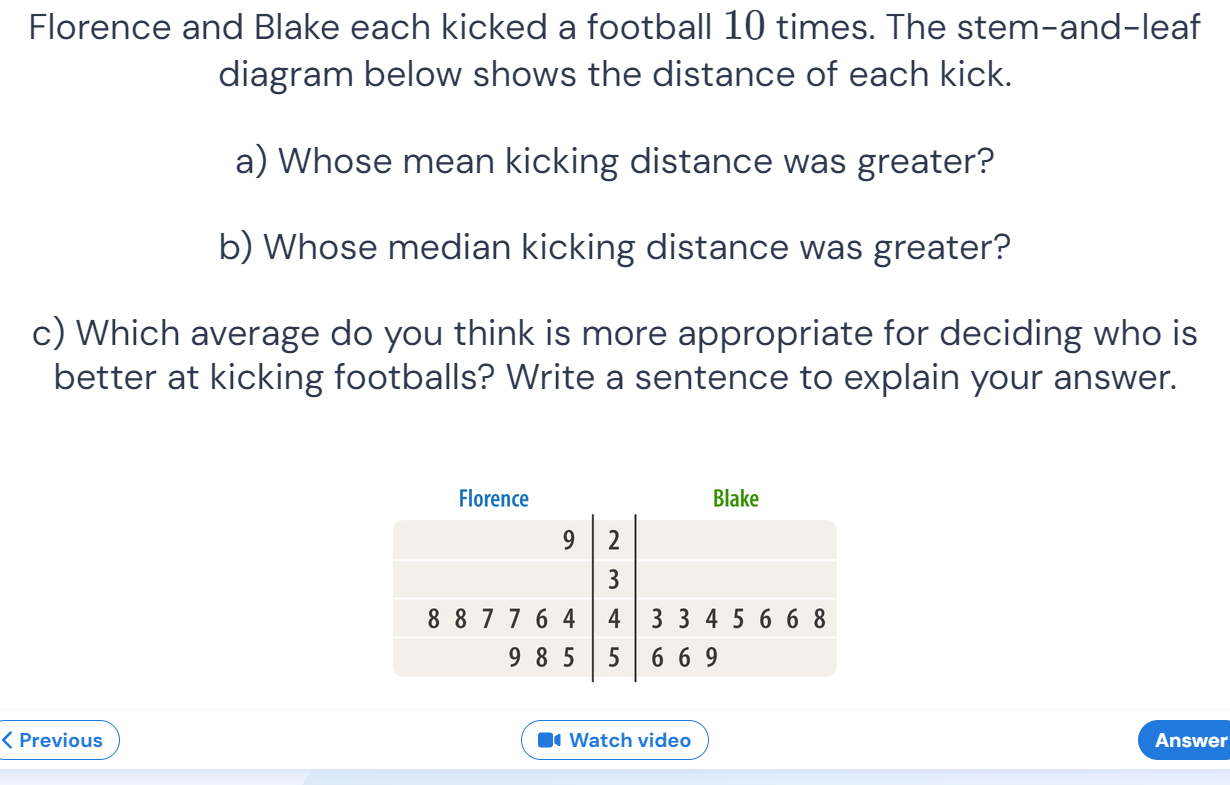 Florence and Blake each kicked a football 10 times. The stem-and-leaf
diagram below shows the distance of each kick.
a) Whose mean kicking distance was greater?
b) Whose median kicking distance was greater?
c) Which average do you think is more appropriate for deciding who is
better at kicking footballs? Write a sentence to explain your answer.
Florence Blake
9 2
3
8 8 7 7 6 4 4 3 3 4 5 6 6 8
9 8 5 5 6 6 9
Previous Watch video Answer